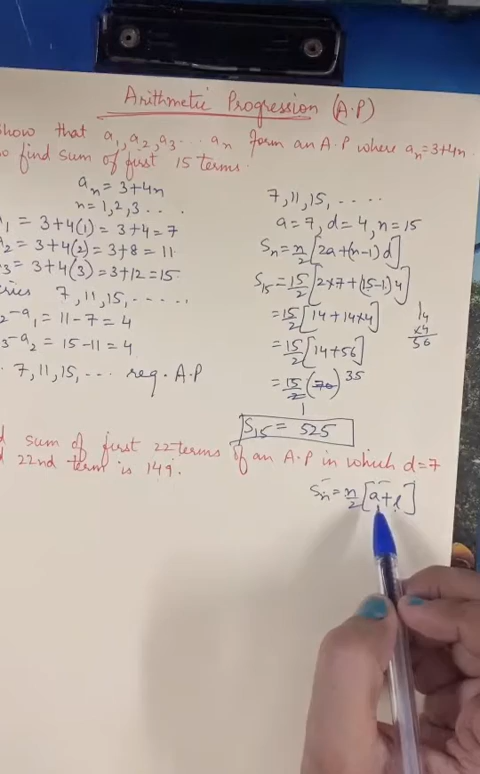 Arithmetic Progression (A.P)
show that a₁, a₂, a₃ ... aₙ form an A.P where aₙ = 3+4n
find sum of first 15 terms.
aₙ = 3+4n
n = 1, 2, 3 ...
a₁ = 3+4(1) = 3+4 = 7
a₂ = 3+4(2) = 3+8 = 11
a₃ = 3+4(3) = 3+12 = 15
7, 11, 15, .....
₂-a₁ = 11-7 = 4
₃-a₂ = 15-11 = 4
7, 11, 15, ... req. A.P
7, 11, 15, ....
a = 7, d = 4, n = 15
Sₙ = n/2 [2a+(n-1)d]
S₁₅ = 15/2 [2×7+(15-1)4]
= 15/2 [14+14×4]
= 15/2 [14+56]
= 15/2 (70) 35
1
S₁₅ = 525
14
×4
56
sum of first 22 terms of an A.P in which d=7
22nd term is 149.
Sₙ = n/2 [a+l]